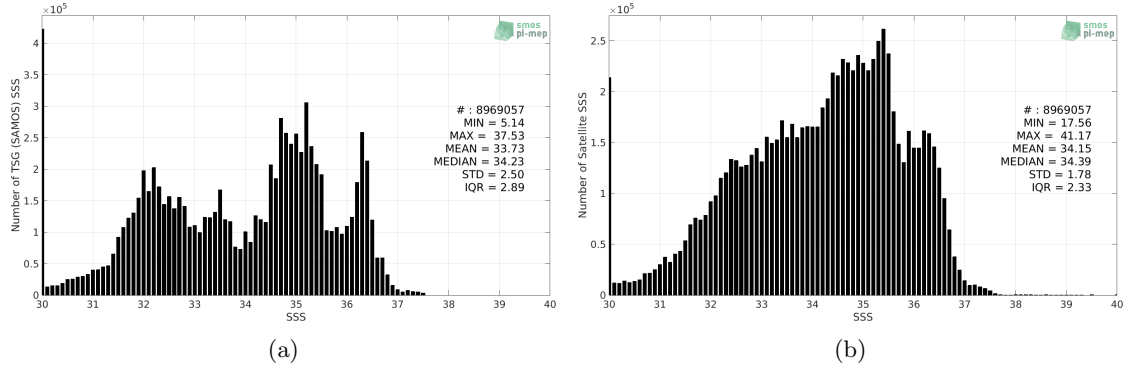 ×10⁵
smos
pi-mep
Number of TSG (SAMOS) SSS
4
3.5
3
2.5
2
1.5
1
0.5
0
# : 8969057
MIN = 5.14
MAX = 37.53
MEAN = 33.73
MEDIAN = 34.23
STD = 2.50
IQR = 2.89
30 31 32 33 34 35 36 37 38 39 40
SSS
(a)
×10⁵
smos
pi-mep
Number of Satellite SSS
2.5
2
1.5
1
0.5
0
# : 8969057
MIN = 17.56
MAX = 41.17
MEAN = 34.15
MEDIAN = 34.39
STD = 1.78
IQR = 2.33
30 31 32 33 34 35 36 37 38 39 40
SSS
(b)